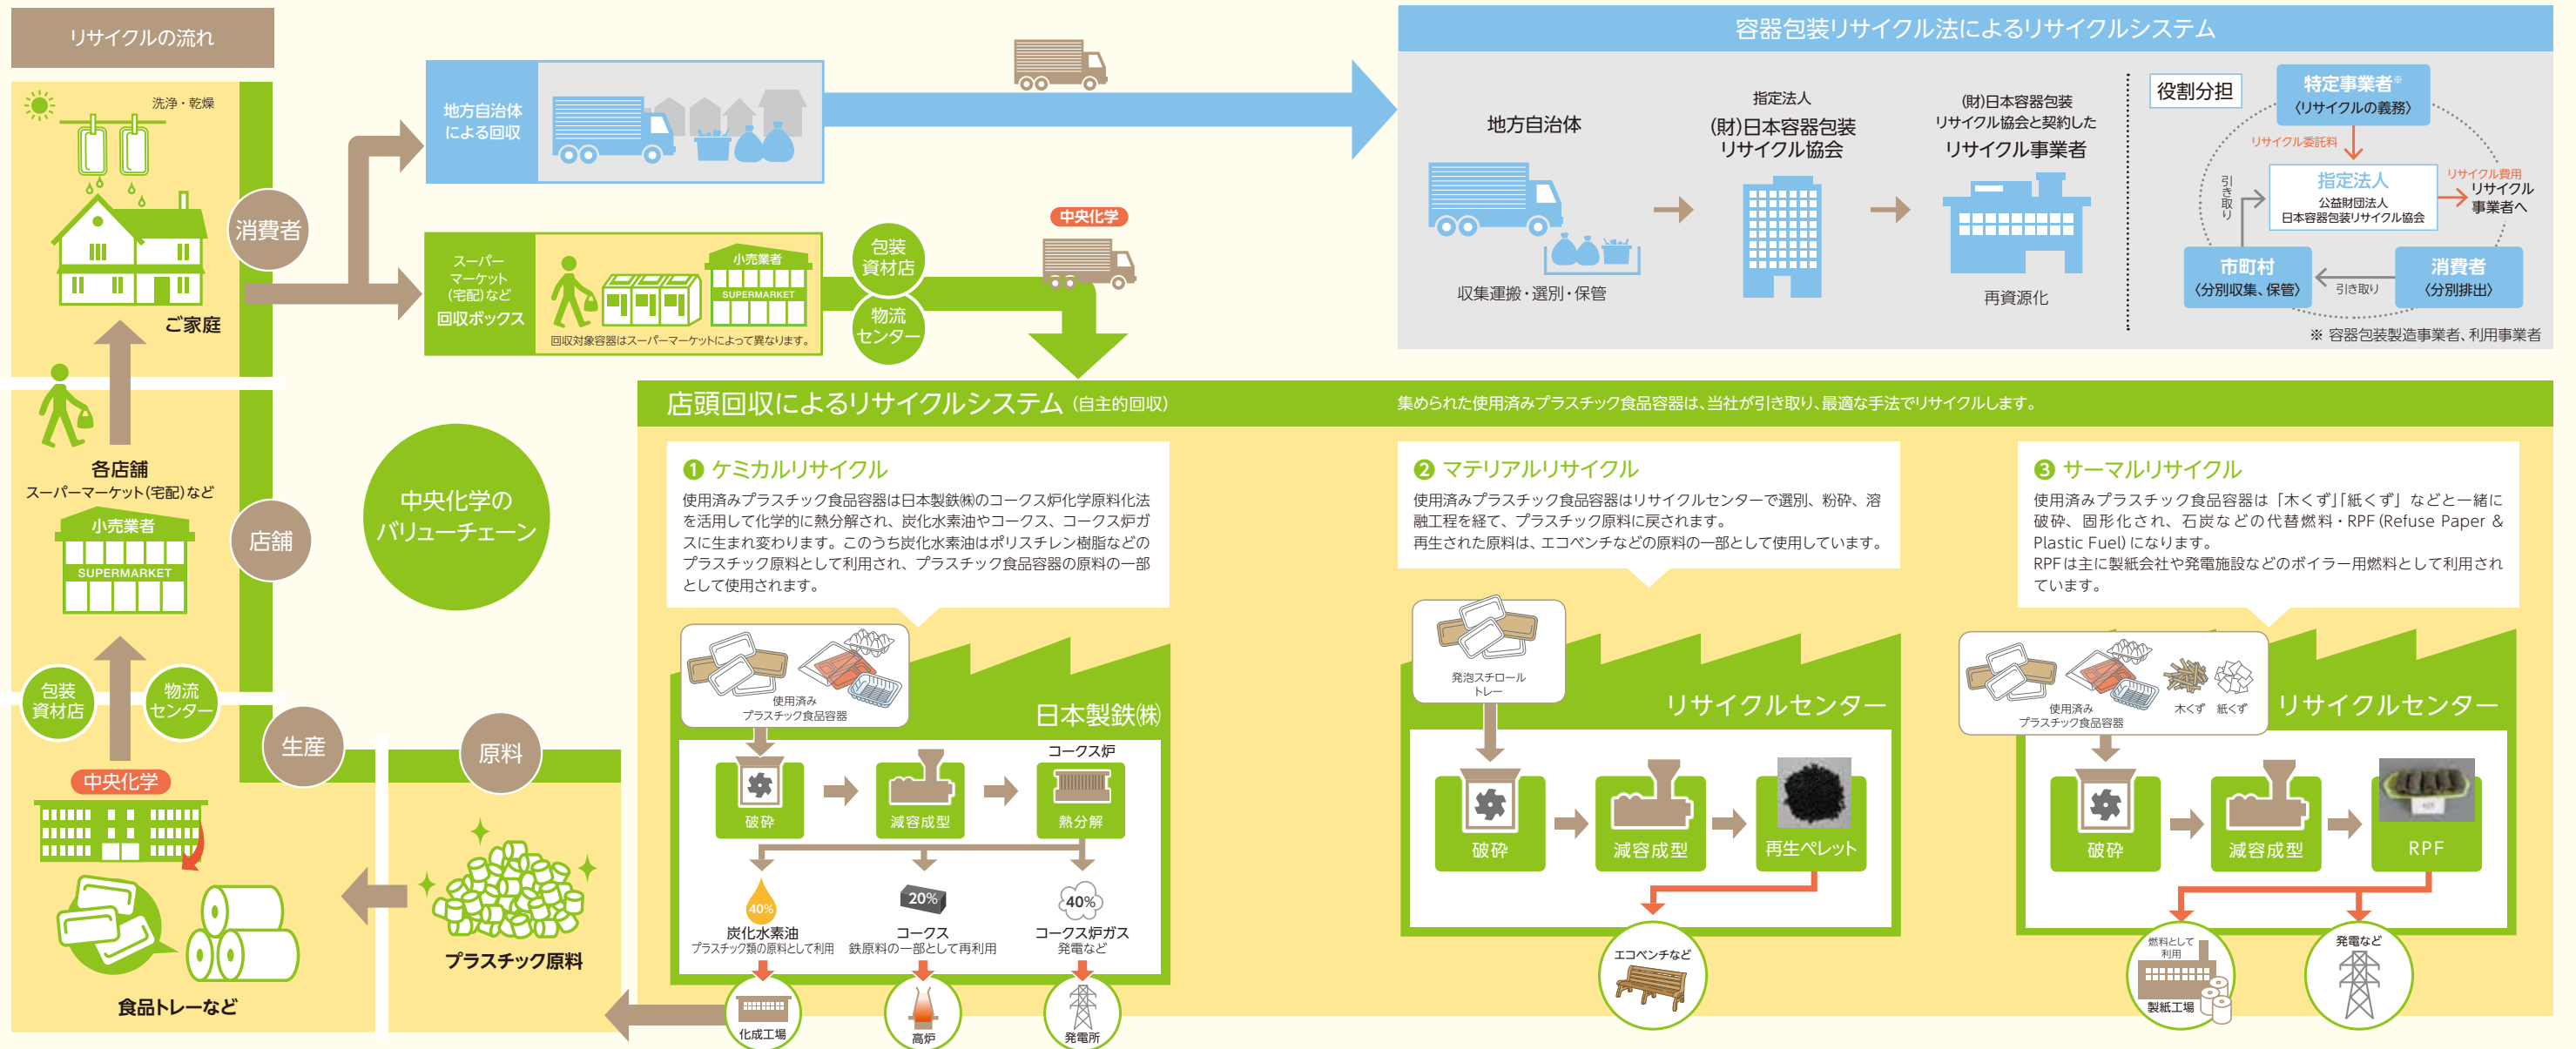 リサイクルの流れ
洗浄・乾燥
消費者
ご家庭
各店舗
スーパーマーケット(宅配)など
小売業者
SUPERMARKET
店舗
包装
資材店
物流
センター
中央化学
生産
食品トレーなど
原料
プラスチック原料
中央化学の
バリューチェーン
地方自治体
による回収
スーパー
マーケット
(宅配)など
回収ボックス
小売業者
SUPERMARKET
回収対象容器はスーパーマーケットによって異なります。
包装
資材店
物流
センター
中央化学
容器包装リサイクル法によるリサイクルシステム
地方自治体
収集運搬・選別・保管
指定法人
(財)日本容器包装
リサイクル協会
(財)日本容器包装
リサイクル協会と契約した
リサイクル事業者
再資源化
役割分担
特定事業者※
〈リサイクルの義務〉
リサイクル委託料
指定法人
公益財団法人
日本容器包装リサイクル協会
リサイクル費用
リサイクル
事業者へ
引き取り
市町村
〈分別収集、保管〉
引き取り
消費者
〈分別排出〉
※ 容器包装製造事業者、利用事業者
店頭回収によるリサイクルシステム(自主的回収)
集められた使用済みプラスチック食品容器は、当社が引き取り、最適な手法でリサイクルします。
❶ ケミカルリサイクル
使用済みプラスチック食品容器は日本製鉄㈱のコークス炉化学原料化法
を活用して化学的に熱分解され、炭化水素油やコークス、コークス炉ガ
スに生まれ変わります。このうち炭化水素油はポリスチレン樹脂などの
プラスチック原料として利用され、プラスチック食品容器の原料の一部
として使用されます。
使用済み
プラスチック食品容器
日本製鉄㈱
コークス炉
破砕
減容成型
熱分解
40%
炭化水素油
プラスチック類の原料として利用
20%
コークス
鉄原料の一部として再利用
40%
コークス炉ガス
発電など
化成工場
高炉
発電所
❷ マテリアルリサイクル
使用済みプラスチック食品容器はリサイクルセンターで選別、粉砕、溶
融工程を経て、プラスチック原料に戻されます。
再生された原料は、エコベンチなどの原料の一部として使用しています。
発泡スチロール
トレー
リサイクルセンター
破砕
減容成型
再生ペレット
エコベンチなど
❸ サーマルリサイクル
使用済みプラスチック食品容器は「木くず」「紙くず」などと一緒に
破砕、固形化され、石炭などの代替燃料・RPF(Refuse Paper &
Plastic Fuel)になります。
RPFは主に製紙会社や発電施設などのボイラー用燃料として利用され
ています。
使用済み
プラスチック食品容器
木くず
紙くず
リサイクルセンター
破砕
減容成型
RPF
燃料として
利用
製紙工場
発電など